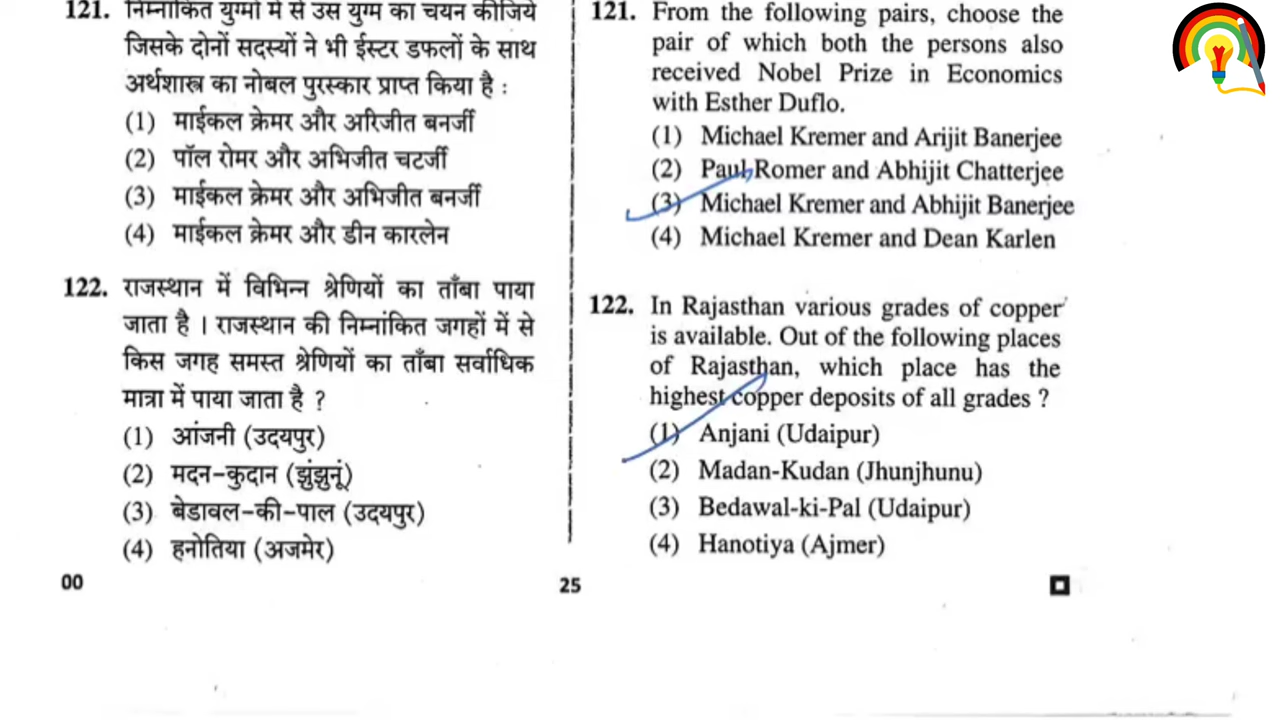 121. निम्नांकित युग्मों में से उस युग्म का चयन कीजिये
जिसके दोनों सदस्यों ने भी ईस्टर डफलों के साथ
अर्थशास्त्र का नोबल पुरस्कार प्राप्त किया है :
(1) माईकल क्रेमर और अरिजीत बनर्जी
(2) पॉल रोमर और अभिजीत चटर्जी
(3) माईकल क्रेमर और अभिजीत बनर्जी
(4) माईकल क्रेमर और डीन कारलेन
122. राजस्थान में विभिन्न श्रेणियों का ताँबा पाया
जाता है । राजस्थान की निम्नांकित जगहों में से
किस जगह समस्त श्रेणियों का ताँबा सर्वाधिक
मात्रा में पाया जाता है ?
(1) आंजनी (उदयपुर)
(2) मदन-कुदान (झुंझुनूं)
(3) बेडावल-की-पाल (उदयपुर)
(4) हनोतिया (अजमेर)
121. From the following pairs, choose the
pair of which both the persons also
received Nobel Prize in Economics
with Esther Duflo.
(1) Michael Kremer and Arijit Banerjee
(2) Paul Romer and Abhijit Chatterjee
(3) Michael Kremer and Abhijit Banerjee
(4) Michael Kremer and Dean Karlen
122. In Rajasthan various grades of copper
is available. Out of the following places
of Rajasthan, which place has the
highest copper deposits of all grades ?
(1) Anjani (Udaipur)
(2) Madan-Kudan (Jhunjhunu)
(3) Bedawal-ki-Pal (Udaipur)
(4) Hanotiya (Ajmer)
00
25